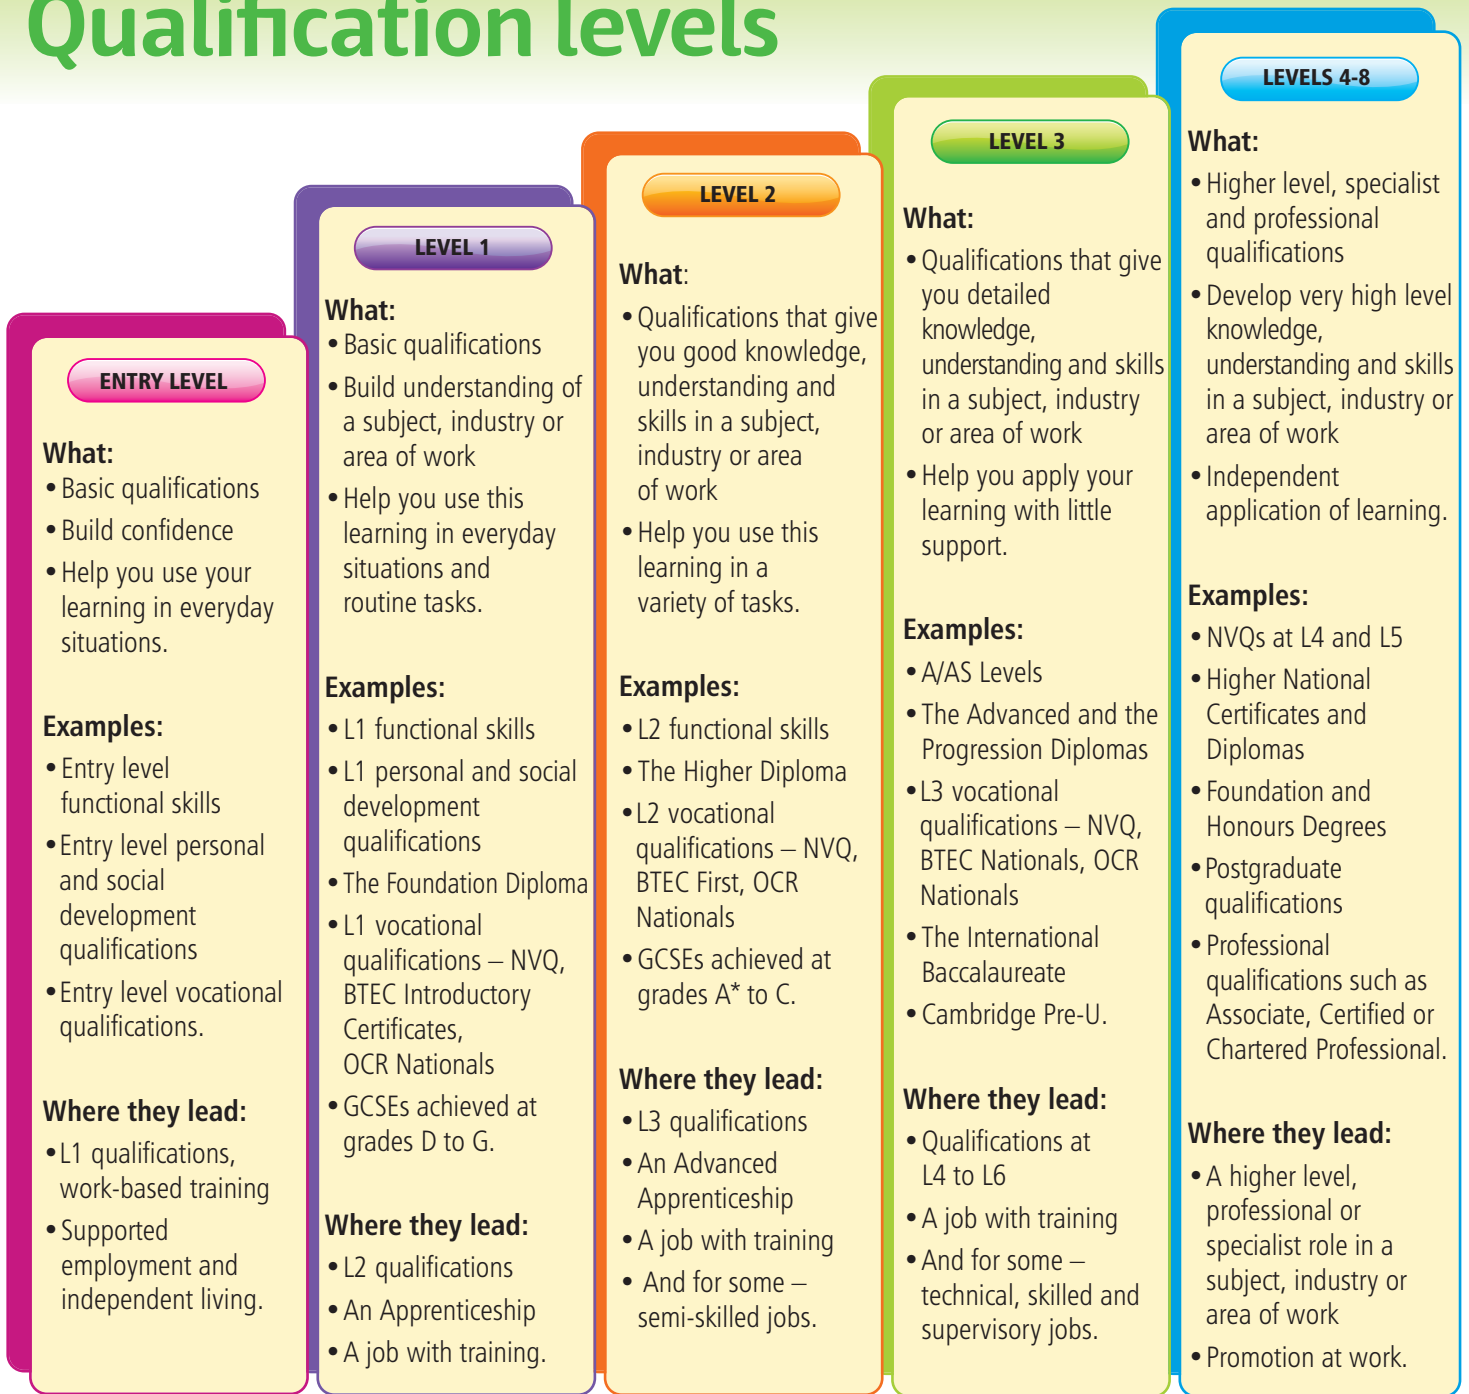 Qualification levels
ENTRY LEVEL
What:
• Basic qualifications
• Build confidence
• Help you use your
learning in everyday
situations.
Examples:
• Entry level
functional skills
• Entry level personal
and social
development
qualifications
• Entry level vocational
qualifications.
Where they lead:
• L1 qualifications,
work-based training
• Supported
employment and
independent living.
LEVEL 1
What:
• Basic qualifications
• Build understanding of
a subject, industry or
area of work
• Help you use this
learning in everyday
situations and
routine tasks.
Examples:
• L1 functional skills
• L1 personal and social
development
qualifications
• The Foundation Diploma
• L1 vocational
qualifications – NVQ,
BTEC Introductory
Certificates,
OCR Nationals
• GCSEs achieved at
grades D to G.
Where they lead:
• L2 qualifications
• An Apprenticeship
• A job with training.
LEVEL 2
What:
• Qualifications that give
you good knowledge,
understanding and
skills in a subject,
industry or area
of work
• Help you use this
learning in a
variety of tasks.
Examples:
• L2 functional skills
• The Higher Diploma
• L2 vocational
qualifications – NVQ,
BTEC First, OCR
Nationals
• GCSEs achieved at
grades A* to C.
Where they lead:
• L3 qualifications
• An Advanced
Apprenticeship
• A job with training
• And for some –
semi-skilled jobs.
LEVEL 3
What:
• Qualifications that give
you detailed
knowledge,
understanding and skills
in a subject, industry
or area of work
• Help you apply your
learning with little
support.
Examples:
• A/AS Levels
• The Advanced and the
Progression Diplomas
• L3 vocational
qualifications – NVQ,
BTEC Nationals, OCR
Nationals
• The International
Baccalaureate
• Cambridge Pre-U.
Where they lead:
• Qualifications at
L4 to L6
• A job with training
• And for some –
technical, skilled and
supervisory jobs.
LEVELS 4-8
What:
• Higher level, specialist
and professional
qualifications
• Develop very high level
knowledge,
understanding and skills
in a subject, industry or
area of work
• Independent
application of learning.
Examples:
• NVQs at L4 and L5
• Higher National
Certificates and
Diplomas
• Foundation and
Honours Degrees
• Postgraduate
qualifications
• Professional
qualifications such as
Associate, Certified or
Chartered Professional.
Where they lead:
• A higher level,
professional or
specialist role in a
subject, industry or
area of work
• Promotion at work.